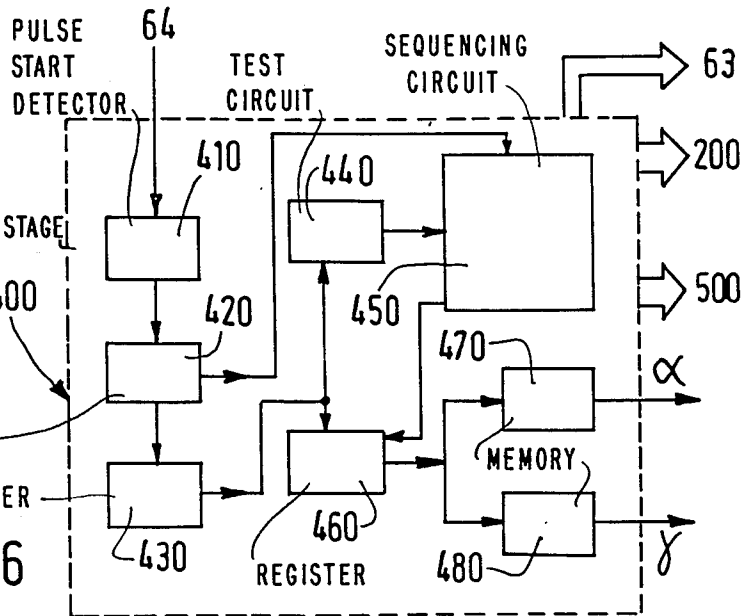 PULSE
START
DETECTOR
64
TEST
CIRCUIT
SEQUENCING
CIRCUIT
63
410
440
200
STAGE
450
500
400
420
470
α
MEMORY
ER
430
460
REGISTER
480
γ
6